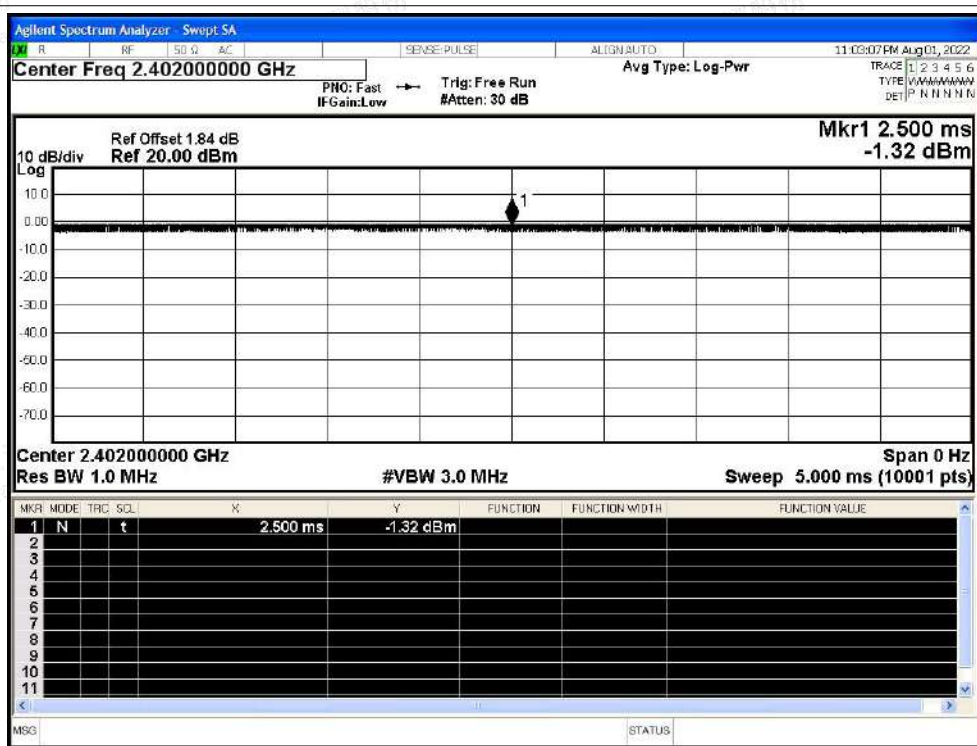 Agilent Spectrum Analyzer - Swept SA
LXI R RF 50 Ω AC SENSE:PULSE ALIGNAUTO 11:03:07 PM Aug 01, 2022
Center Freq 2.402000000 GHz
PNO: Fast
IFGain:Low
Trig: Free Run
#Atten: 30 dB
Avg Type: Log-Pwr
TRACE 1 2 3 4 5 6
TYPE
DET P N N N N N
Ref Offset 1.84 dB
10 dB/div Ref 20.00 dBm
Log
Mkr1 2.500 ms
-1.32 dBm
10.0
1
0.00
-10.0
-20.0
-30.0
-40.0
-50.0
-60.0
-70.0
Center 2.402000000 GHz Span 0 Hz
Res BW 1.0 MHz #VBW 3.0 MHz Sweep 5.000 ms (10001 pts)
MKR MODE TRC SCL X Y FUNCTION FUNCTION WIDTH FUNCTION VALUE
1 N t 2.500 ms -1.32 dBm
2
3
4
5
6
7
8
9
10
11
MSG STATUS